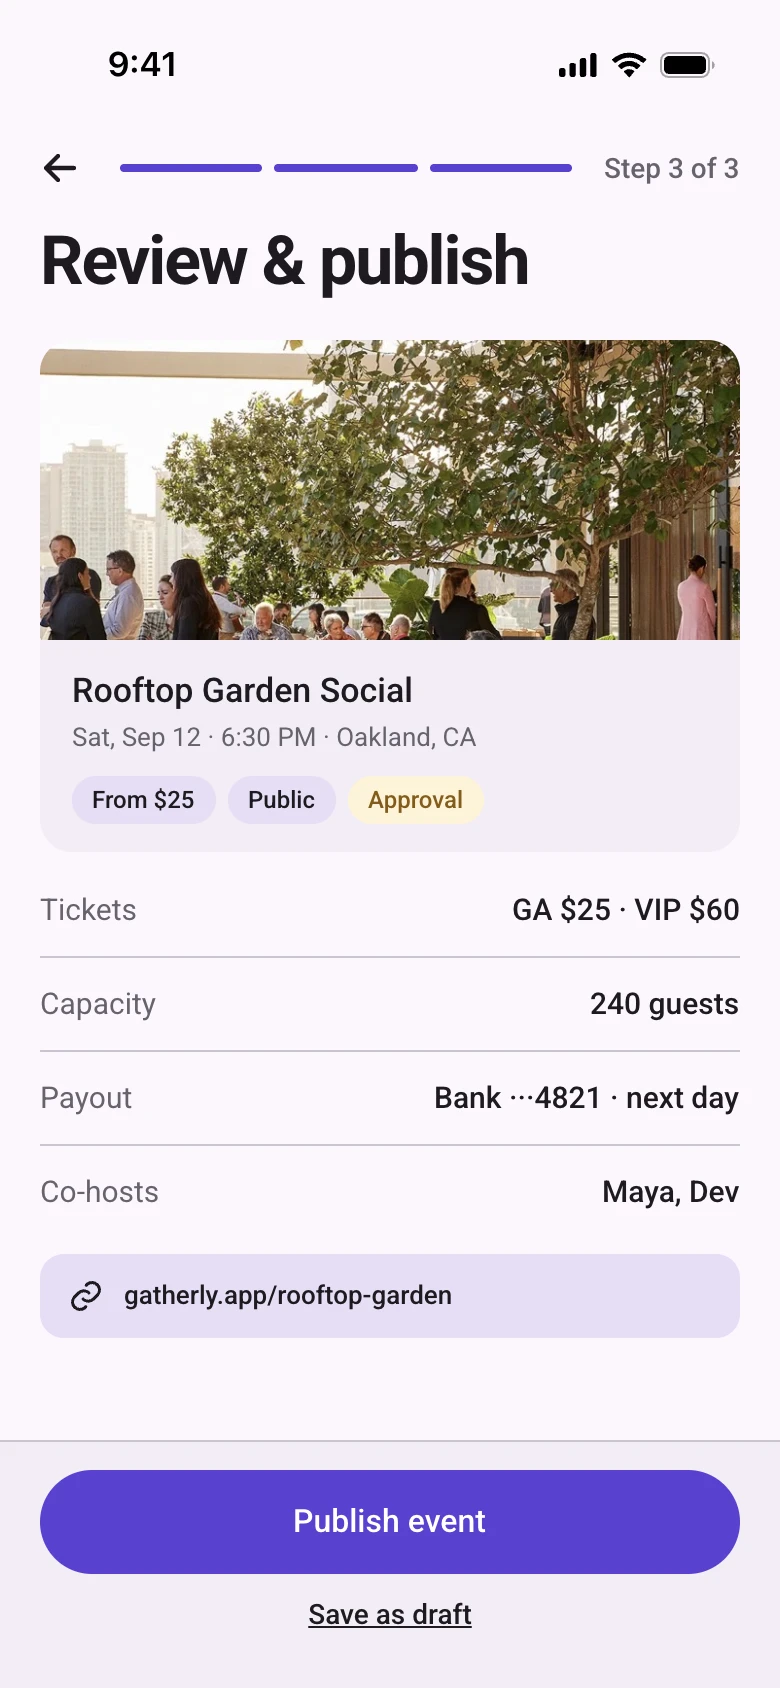 9:41
Step 3 of 3
Review & publish
Rooftop Garden Social
Sat, Sep 12 · 6:30 PM · Oakland, CA
From $25 Public Approval
Tickets GA $25 · VIP $60
Capacity 240 guests
Payout Bank ···4821 · next day
Co-hosts Maya, Dev
gatherly.app/rooftop-garden
Publish event
Save as draft